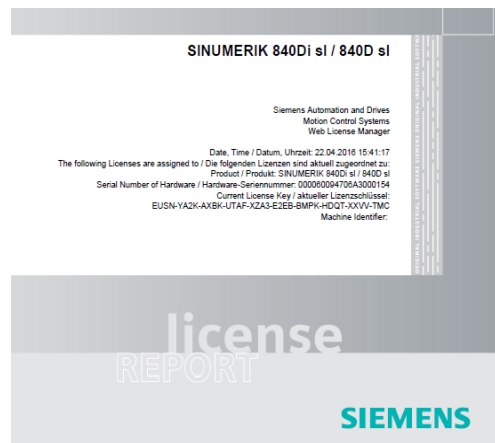 SINUMERIK 840Di sl / 840D sl
Siemens Automation and Drives
Motion Control Systems
Web License Manager
Date, Time / Datum, Uhrzeit: 22.04.2016 15:41:17
The following Licenses are assigned to / Die folgenden Lizenzen sind aktuell zugeordnet zu:
Product / Produkt: SINUMERIK 840Di sl / 840D sl
Serial Number of Hardware / Hardware-Seriennummer: 000060094706A3000154
Current License Key / aktueller Lizenzschlüssel:
EUSN-YA2K-AXBK-UTAF-XZA3-E2EB-BMPK-HDQT-XXVV-TMC
Machine Identifier:
license
REPORT
SIEMENS